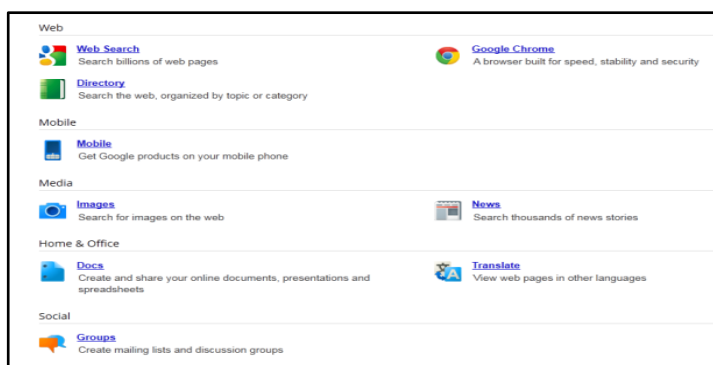 Web
Web Search
Search billions of web pages
Google Chrome
A browser built for speed, stability and security
Directory
Search the web, organized by topic or category
Mobile
Mobile
Get Google products on your mobile phone
Media
Images
Search for images on the web
News
Search thousands of news stories
Home & Office
Docs
Create and share your online documents, presentations and
spreadsheets
Translate
View web pages in other languages
Social
Groups
Create mailing lists and discussion groups